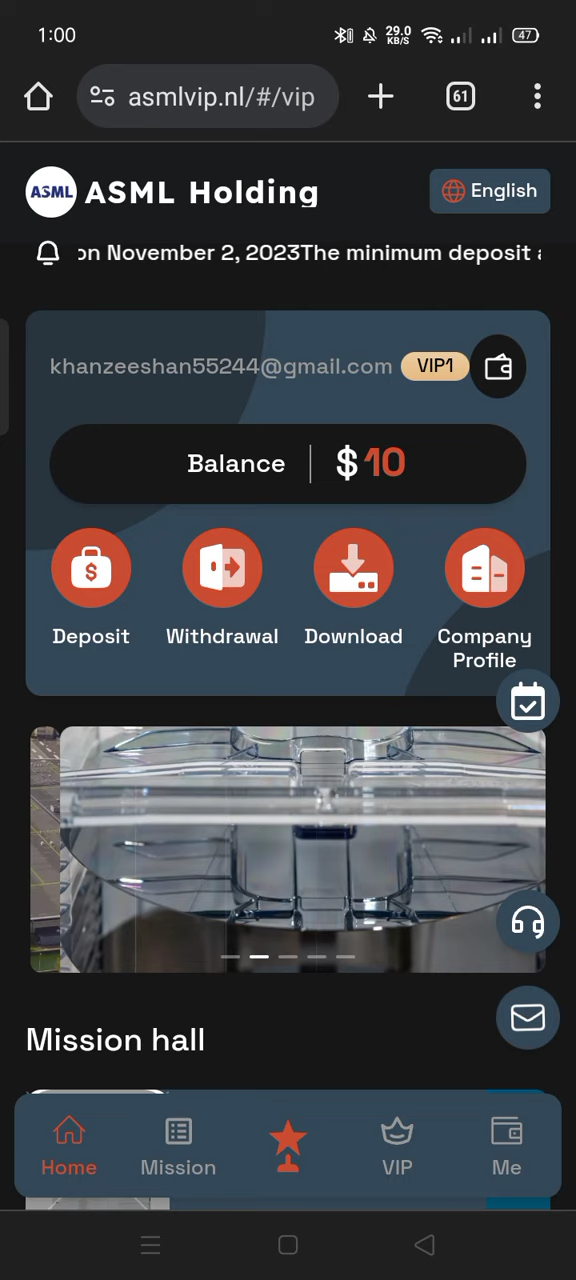 1:00
29.0
KB/S
47
asmlvip.nl/#/vip
61
ASML
ASML Holding
English
on November 2, 2023The minimum deposit
khanzeeshan55244@gmail.com
VIP1
Balance
$ 10
Deposit
Withdrawal
Download
Company
Profile
Mission hall
Home
Mission
VIP
Me